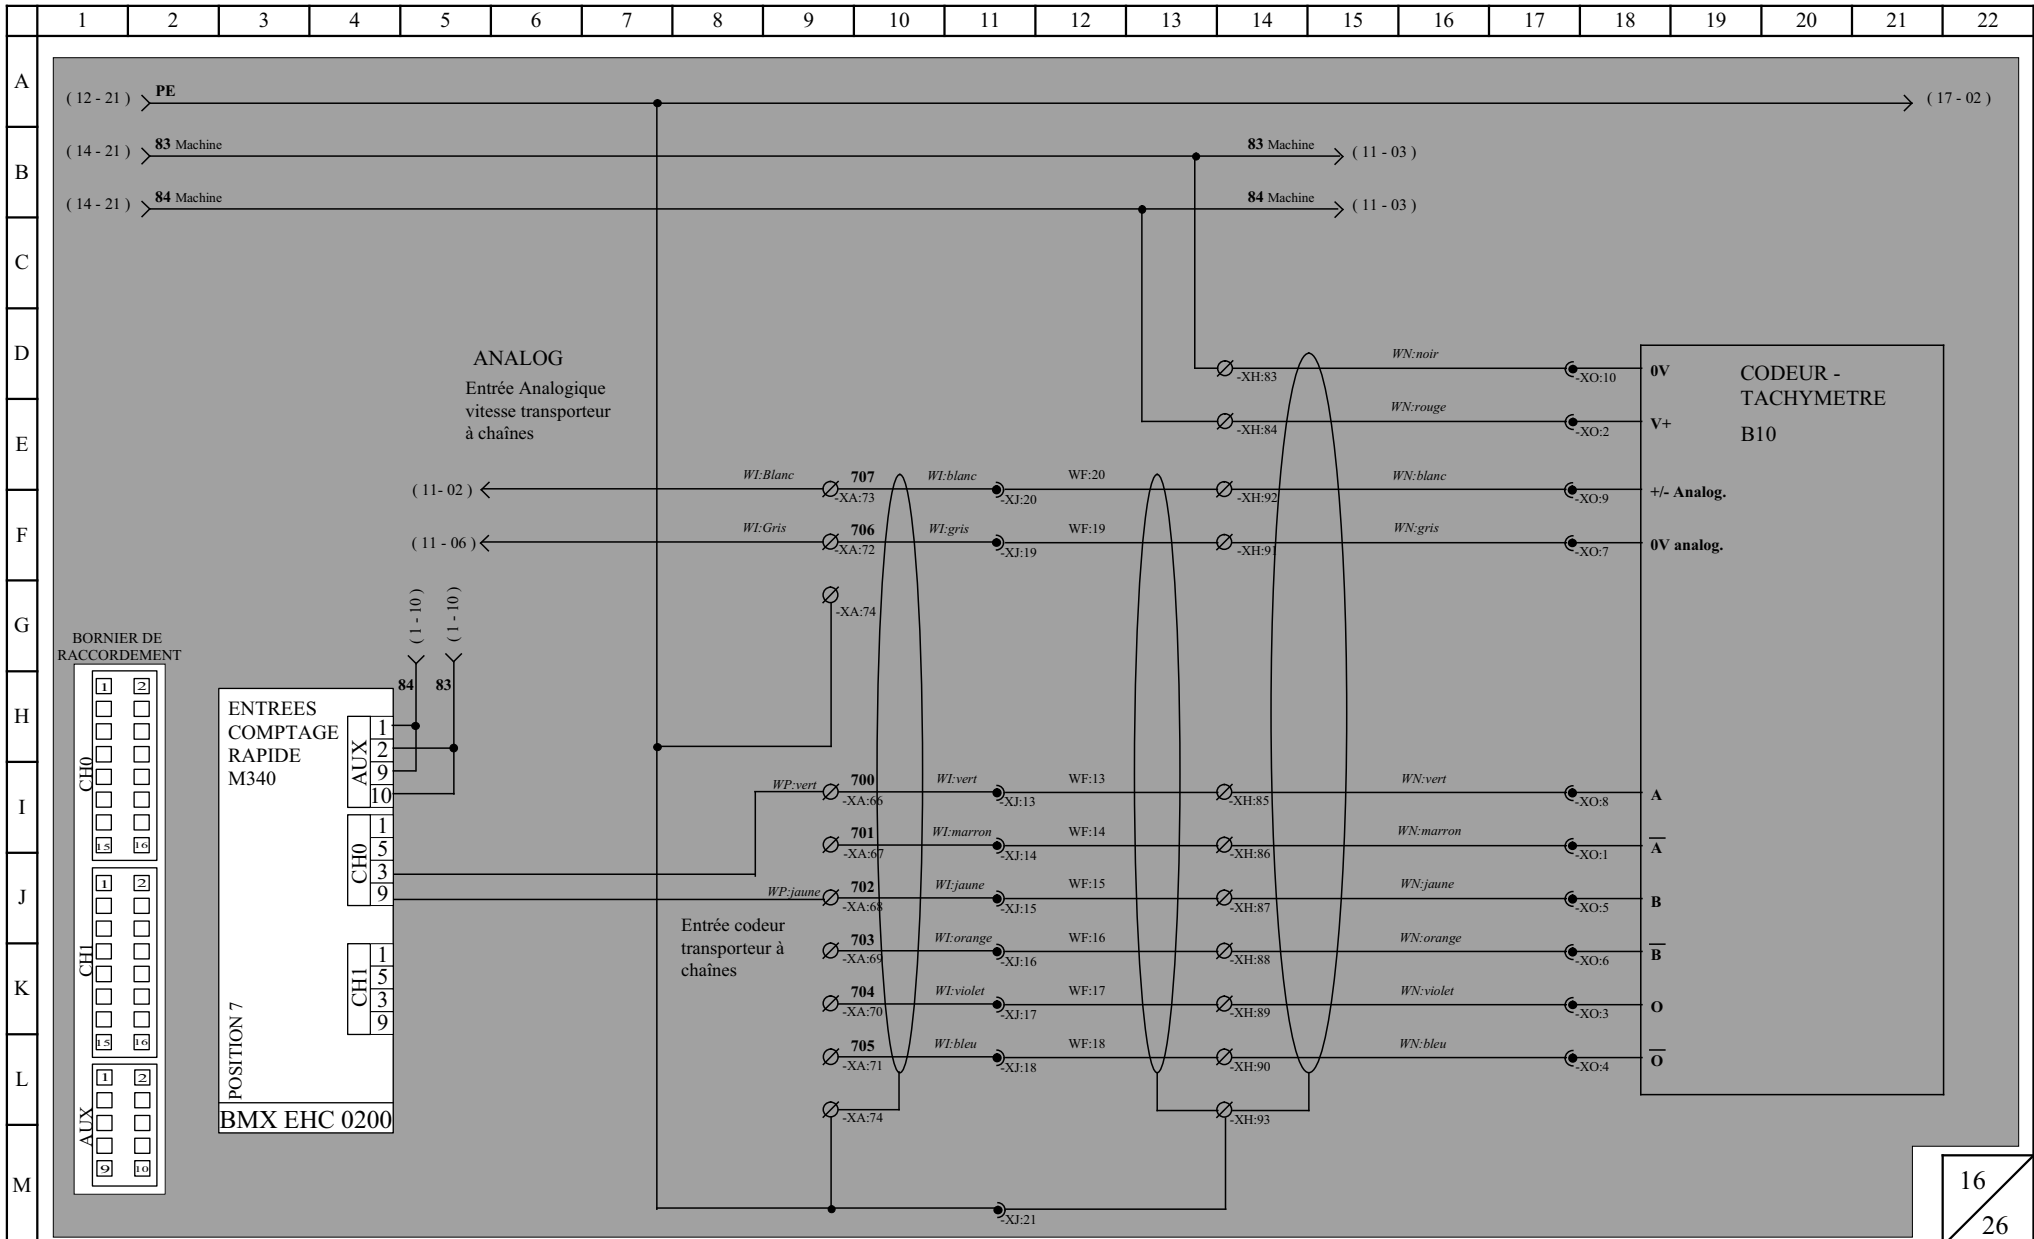 1 2 3 4 5 6 7 8 9 10 11 12 13 14 15 16 17 18 19 20 21 22
A
( 12 - 21 ) PE ( 17 - 02 )
B
( 14 - 21 ) 83 Machine 83 Machine ( 11 - 03 )
( 14 - 21 ) 84 Machine 84 Machine ( 11 - 03 )
C
D
ANALOG
Entrée Analogique
vitesse transporteur
à chaînes
-XH:83 WN:noir -XO:10 0V
CODEUR -
TACHYMETRE
B10
E
-XH:84 WN:rouge -XO:2 V+
( 11- 02 ) WI:Blanc 707 -XA:73 WI:blanc -XJ:20 WF:20 -XH:92 WN:blanc -XO:9 +/- Analog.
F
( 11 - 06 ) WI:Gris 706 -XA:72 WI:gris -XJ:19 WF:19 -XH:91 WN:gris -XO:7 0V analog.
G
-XA:74
( 1 - 10 ) ( 1 - 10 )
84 83
BORNIER DE
RACCORDEMENT
H
CH0
1 2
15 16
CH1
1 2
15 16
AUX
1 2
9 10
ENTREES
COMPTAGE
RAPIDE
M340
AUX
1
2
9
10
CH0
1
5
3
9
CH1
1
5
3
9
POSITION 7
BMX EHC 0200
I
WP:vert 700 -XA:66 WI:vert -XJ:13 WF:13 -XH:85 WN:vert -XO:8 A
701 -XA:67 WI:marron -XJ:14 WF:14 -XH:86 WN:marron -XO:1 A̅
J
WP:jaune 702 -XA:68 WI:jaune -XJ:15 WF:15 -XH:87 WN:jaune -XO:5 B
Entrée codeur
transporteur à
chaînes
703 -XA:69 WI:orange -XJ:16 WF:16 -XH:88 WN:orange -XO:6 B̅
K
704 -XA:70 WI:violet -XJ:17 WF:17 -XH:89 WN:violet -XO:3 O
L
705 -XA:71 WI:bleu -XJ:18 WF:18 -XH:90 WN:bleu -XO:4 O̅
-XA:74 -XH:93
M
-XJ:21
16
26